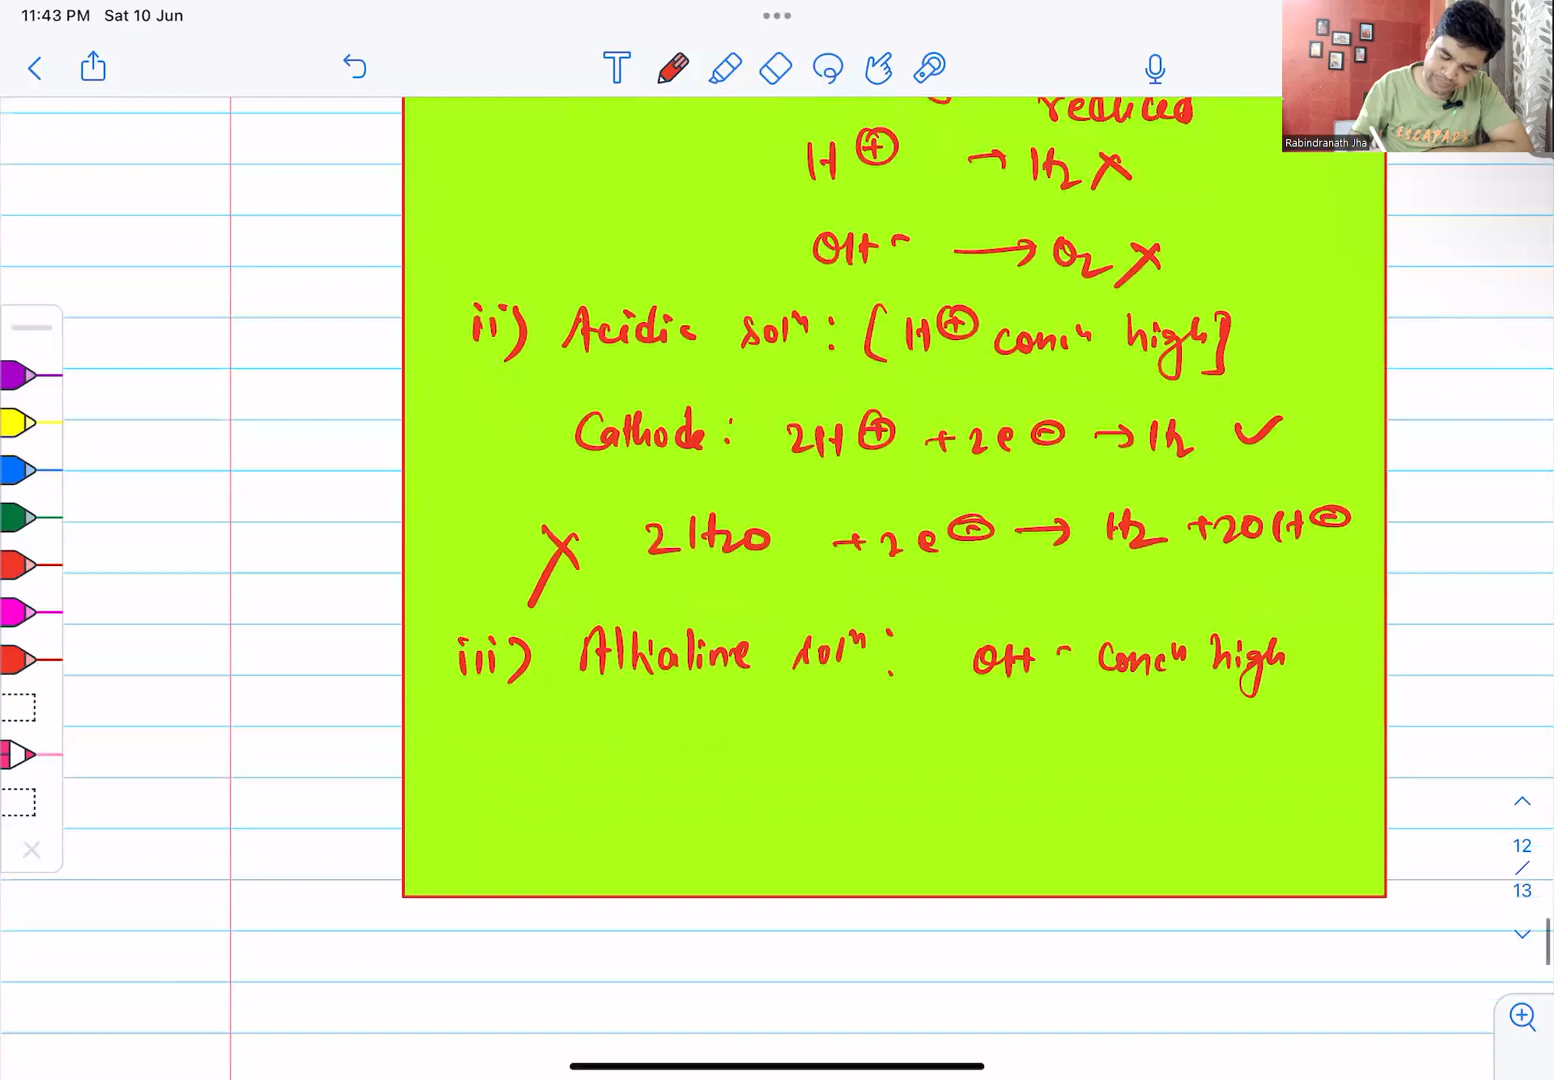 11:43 PM Sat 10 Jun
Rabindranath Jha
ESCAPADE
reduced
H⊕ → H2 ✗
OH- → O2 ✗
ii) Acidic solⁿ: [H⊕ concⁿ high]
Cathode: 2H⊕ + 2e⊖ → H2 ✓
✗ 2H2O + 2e⊖ → H2 + 2OH⊖
iii) Alkaline solⁿ: OH- concⁿ high
12
/
13